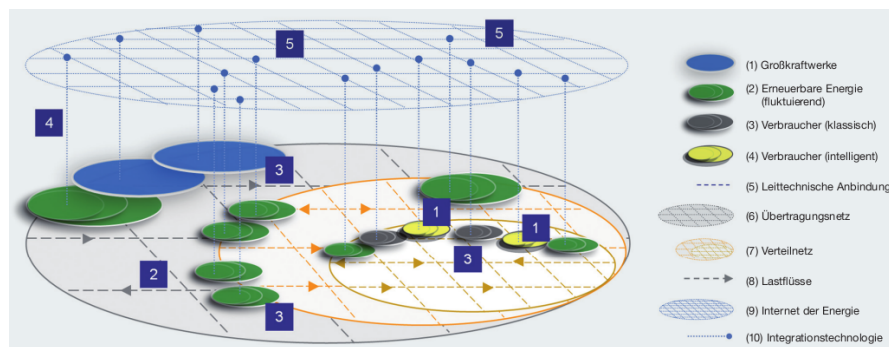 5
5
4
3
1
1
3
2
3
(1) Großkraftwerke
(2) Erneuerbare Energie
(fluktuierend)
(3) Verbraucher (klassisch)
(4) Verbraucher (intelligent)
(5) Leittechnische Anbindung
(6) Übertragungsnetz
(7) Verteilnetz
(8) Lastflüsse
(9) Internet der Energie
(10) Integrationstechnologie